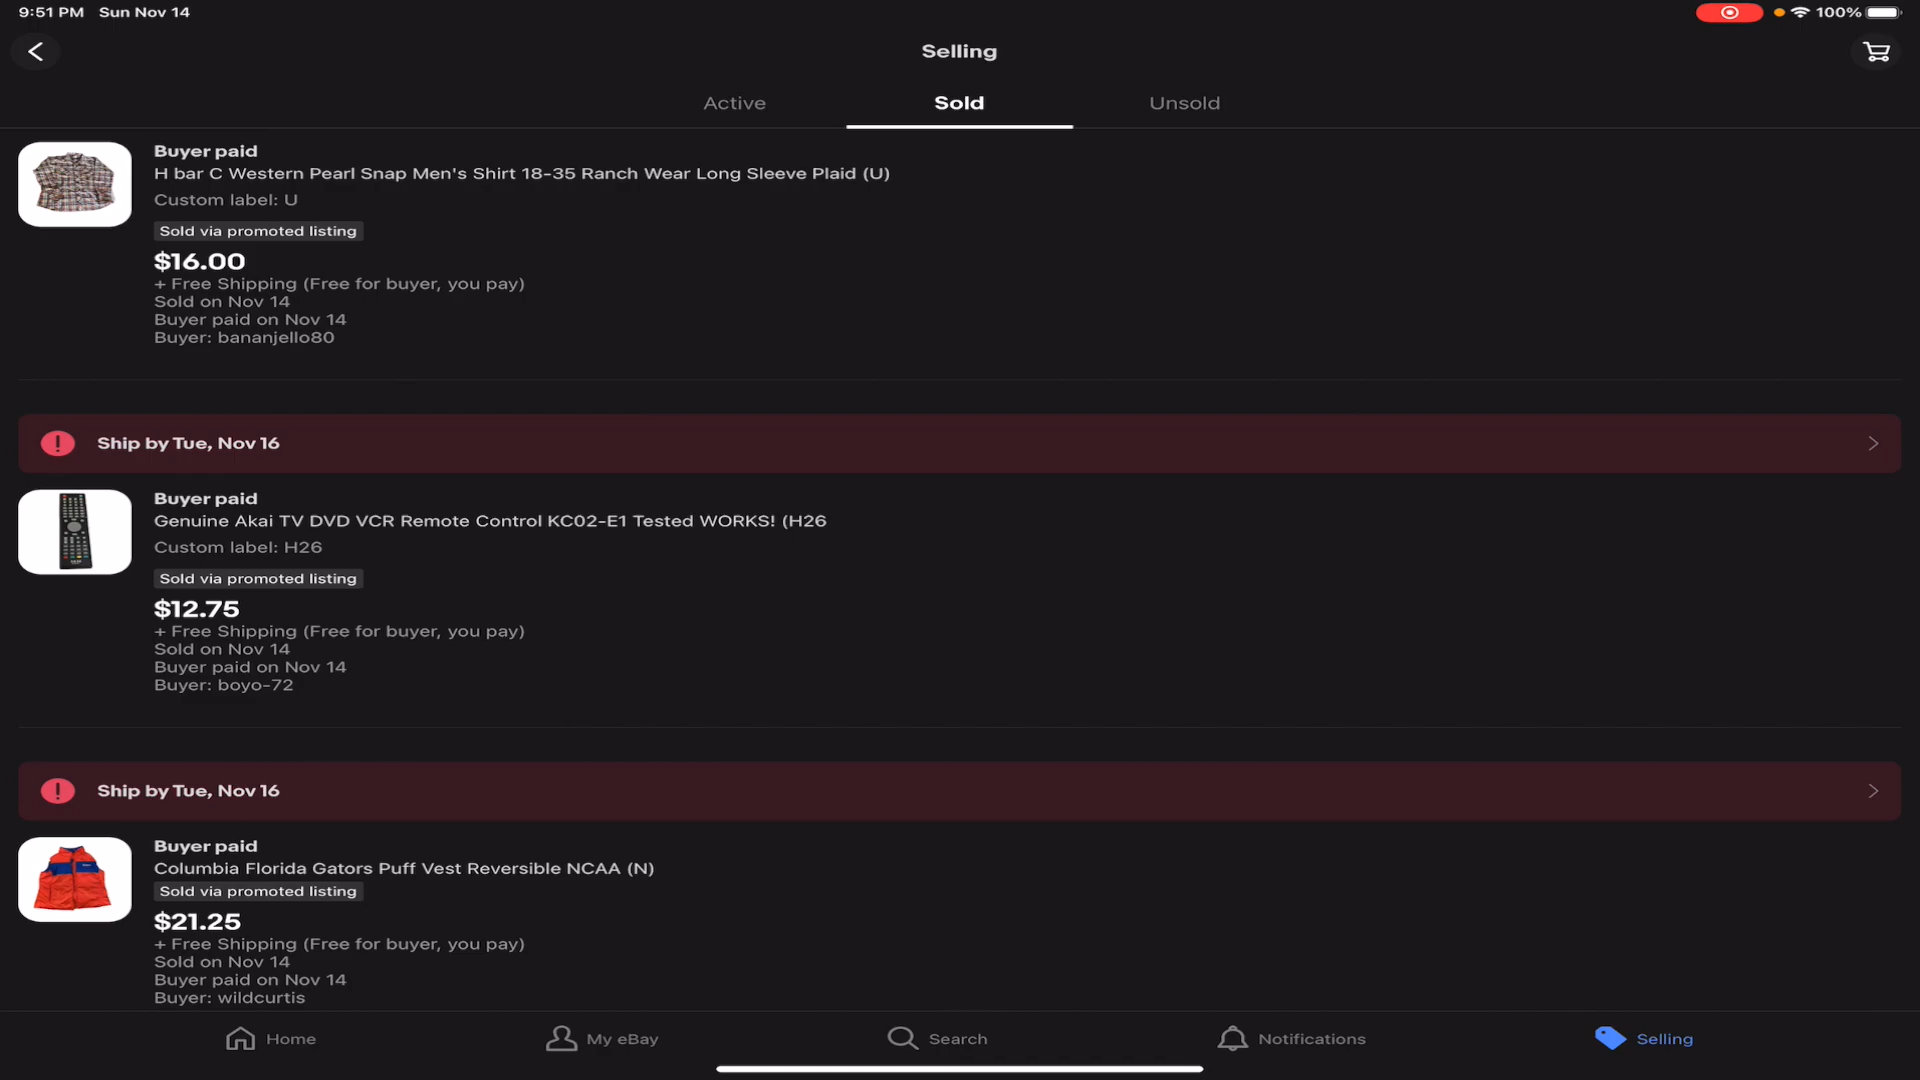 9:51 PM Sun Nov 14
100%
Selling
Active
Sold
Unsold
Buyer paid
H bar C Western Pearl Snap Men's Shirt 18-35 Ranch Wear Long Sleeve Plaid (U)
Custom label: U
Sold via promoted listing
$16.00
+ Free Shipping (Free for buyer, you pay)
Sold on Nov 14
Buyer paid on Nov 14
Buyer: bananjello80
Ship by Tue, Nov 16
Buyer paid
Genuine Akai TV DVD VCR Remote Control KC02-E1 Tested WORKS! (H26
Custom label: H26
Sold via promoted listing
$12.75
+ Free Shipping (Free for buyer, you pay)
Sold on Nov 14
Buyer paid on Nov 14
Buyer: boyo-72
Ship by Tue, Nov 16
Buyer paid
Columbia Florida Gators Puff Vest Reversible NCAA (N)
Sold via promoted listing
$21.25
+ Free Shipping (Free for buyer, you pay)
Sold on Nov 14
Buyer paid on Nov 14
Buyer: wildcurtis
Home
My eBay
Search
Notifications
Selling